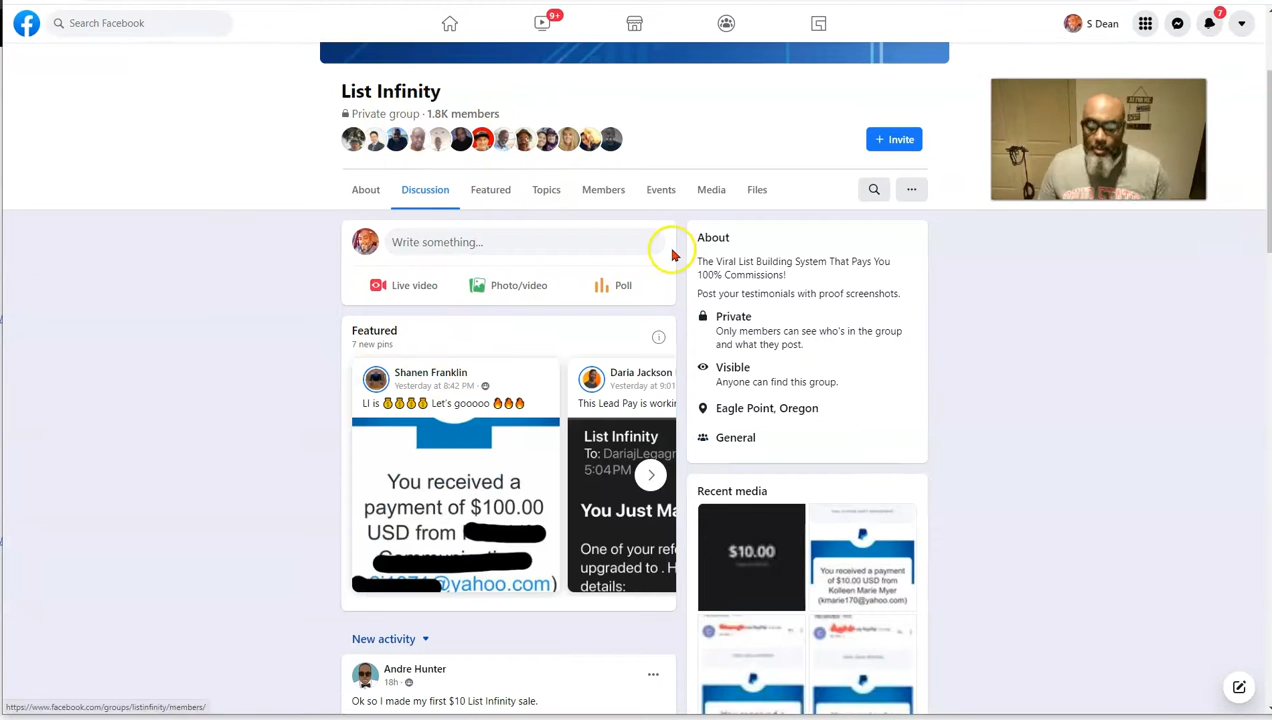 Search Facebook
9+
S Dean
7
List Infinity
Private group · 1.8K members
+ Invite
About
Discussion
Featured
Topics
Members
Events
Media
Files
Write something...
Live video
Photo/video
Poll
Featured
7 new pins
Shanen Franklin
Yesterday at 8:42 PM ·
LI is 💰💰💰💰 Let's gooooo 🔥🔥🔥
You received a
payment of $100.00
USD from
@yahoo.com)
Daria Jackson
Yesterday at 9:01
This Lead Pay is workin
List Infinity
To: DariajLegag
5:04PM
You Just Ma
One of your refe
upgraded to . H
details:
New activity
Andre Hunter
18h ·
Ok so I made my first $10 List Infinity sale.
About
The Viral List Building System That Pays You
100% Commissions!
Post your testimonials with proof screenshots.
Private
Only members can see who's in the group
and what they post.
Visible
Anyone can find this group.
Eagle Point, Oregon
General
Recent media
$10.00
You received a payment
of $10.00 USD from
Kolleen Marie Myer
(kmarie170@yahoo.com)
https://www.facebook.com/groups/listinfinity/members/